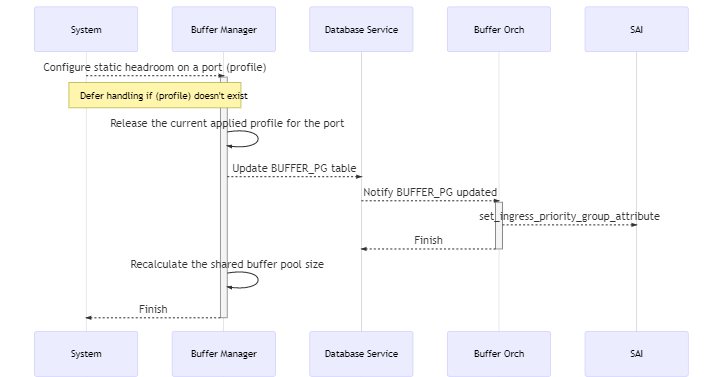 System Buffer Manager Database Service Buffer Orch SAI
Configure static headroom on a port (profile)
Defer handling if (profile) doesn't exist
Release the current applied profile for the port
Update BUFFER_PG table
Notify BUFFER_PG updated
set_ingress_priority_group_attribute
Finish
Recalculate the shared buffer pool size
Finish
System Buffer Manager Database Service Buffer Orch SAI